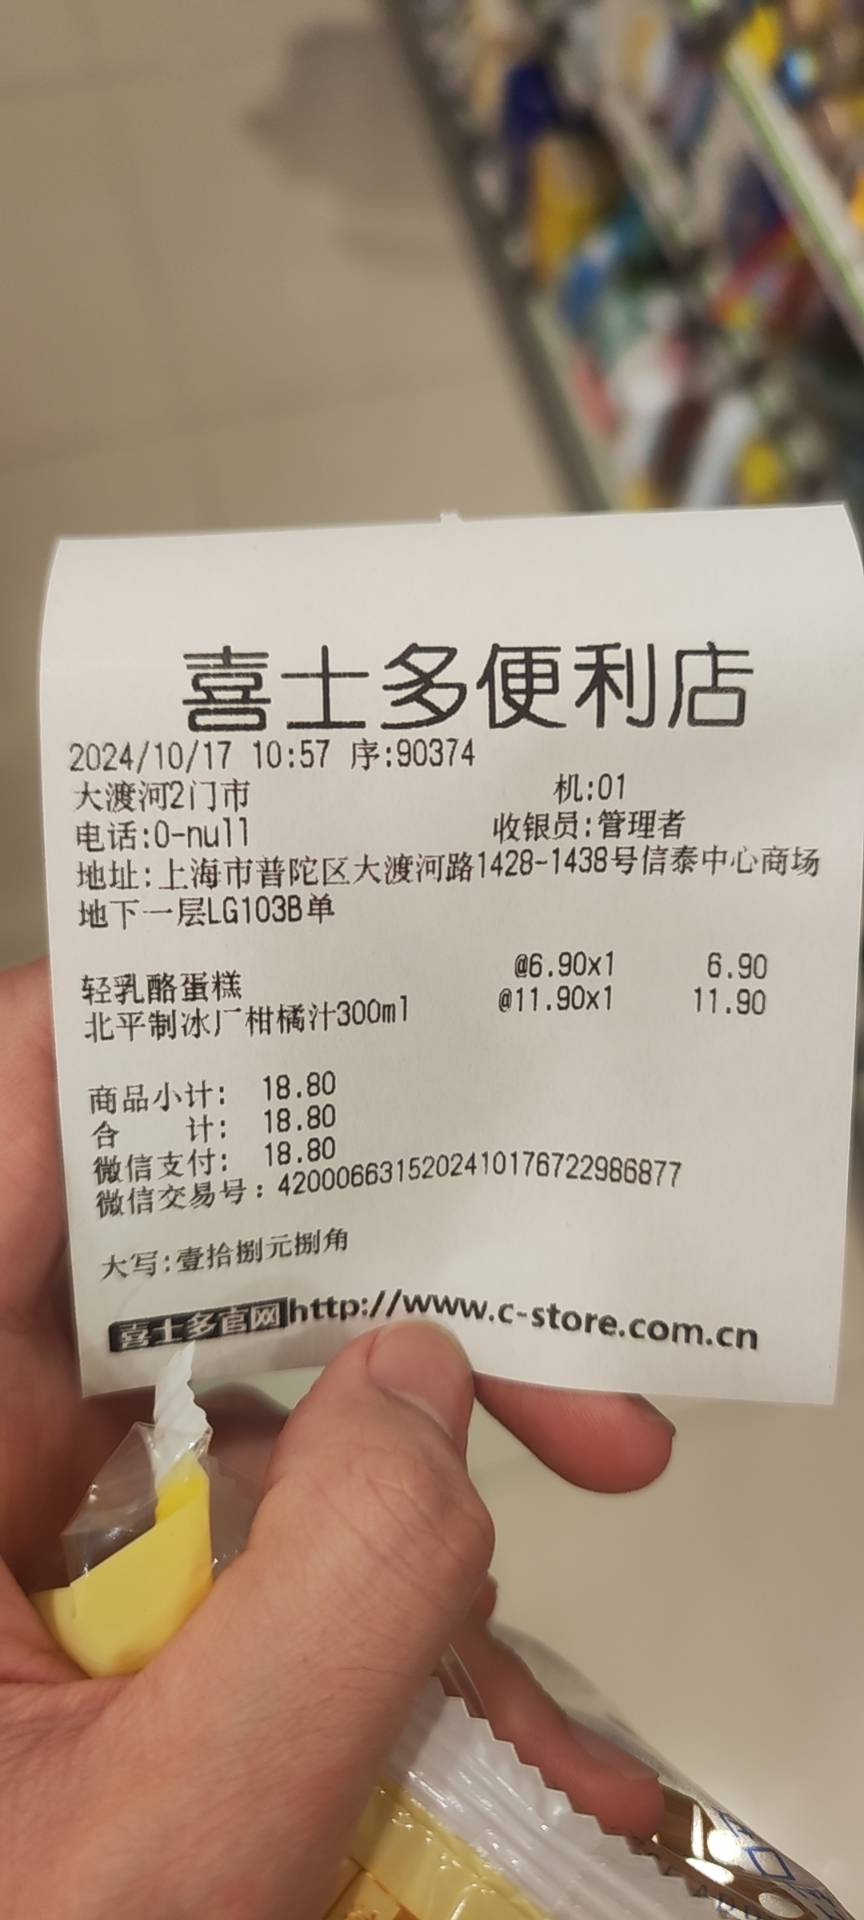 喜士多便利店
2024/10/17 10:57 序:90374
大渡河2门市 机:01
电话:0-null 收银员:管理者
地址:上海市普陀区大渡河路1428-1438号信泰中心商场
地下一层LG103B单
轻乳酪蛋糕 @6.90x1 6.90
北平制冰厂柑橘汁300ml @11.90x1 11.90
商品小计: 18.80
合 计: 18.80
微信支付: 18.80
微信交易号：4200066315202410176722986877
大写:壹拾捌元捌角
喜士多官网http://www.c-store.com.cn